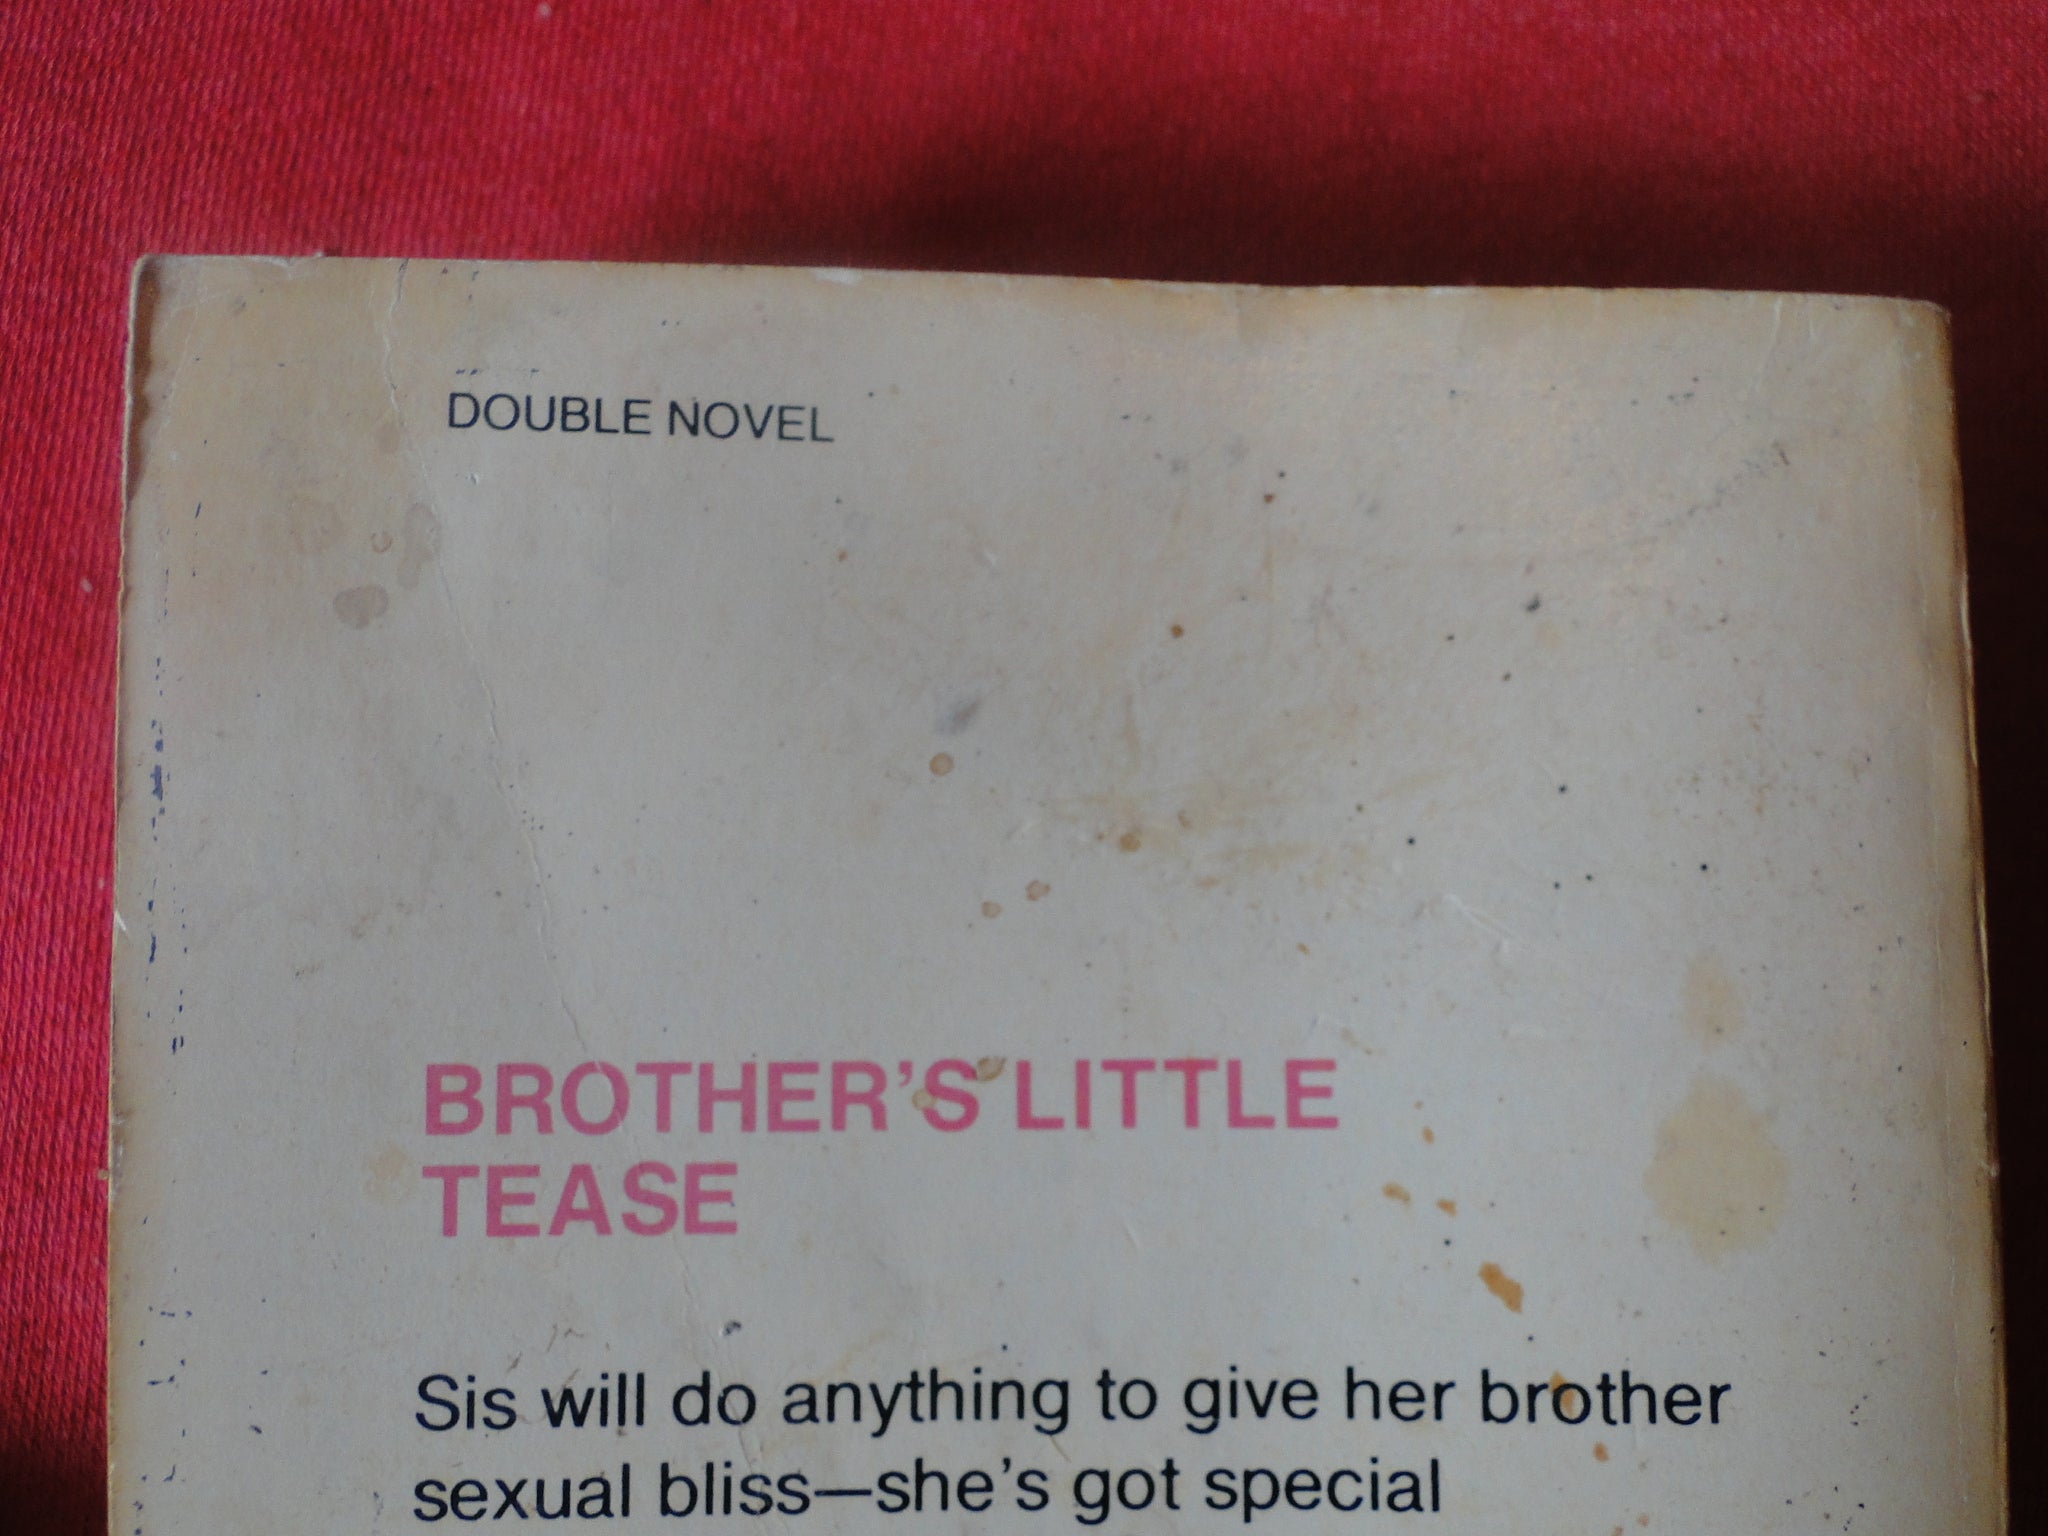 DOUBLE NOVEL
BROTHER'S LITTLE
TEASE
Sis will do anything to give her brother
sexual bliss—she's got special